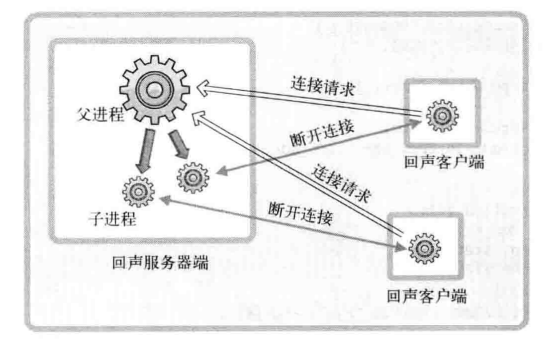 父进程
子进程
回声服务器端
连接请求
断开连接
回声客户端
连接请求
断开连接
回声客户端